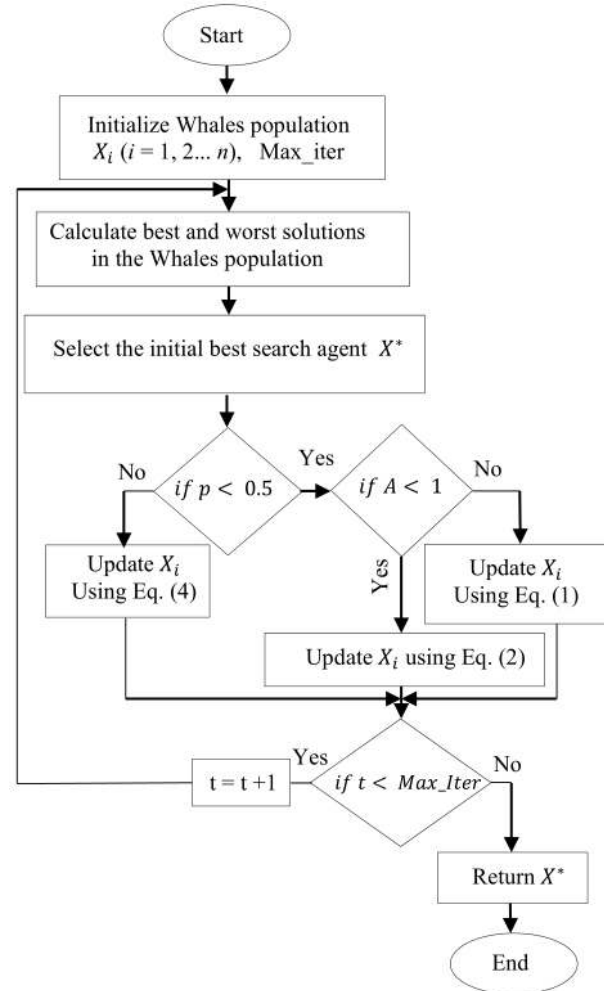 Start
Initialize Whales population
X_i (i = 1, 2... n), Max_iter
Calculate best and worst solutions
in the Whales population
Select the initial best search agent X*
No
if p < 0.5
Yes
if A < 1
No
Update X_i
Using Eq. (4)
Yes
Update X_i
Using Eq. (1)
Update X_i using Eq. (2)
t = t +1
Yes
if t < Max_Iter
No
Return X*
End